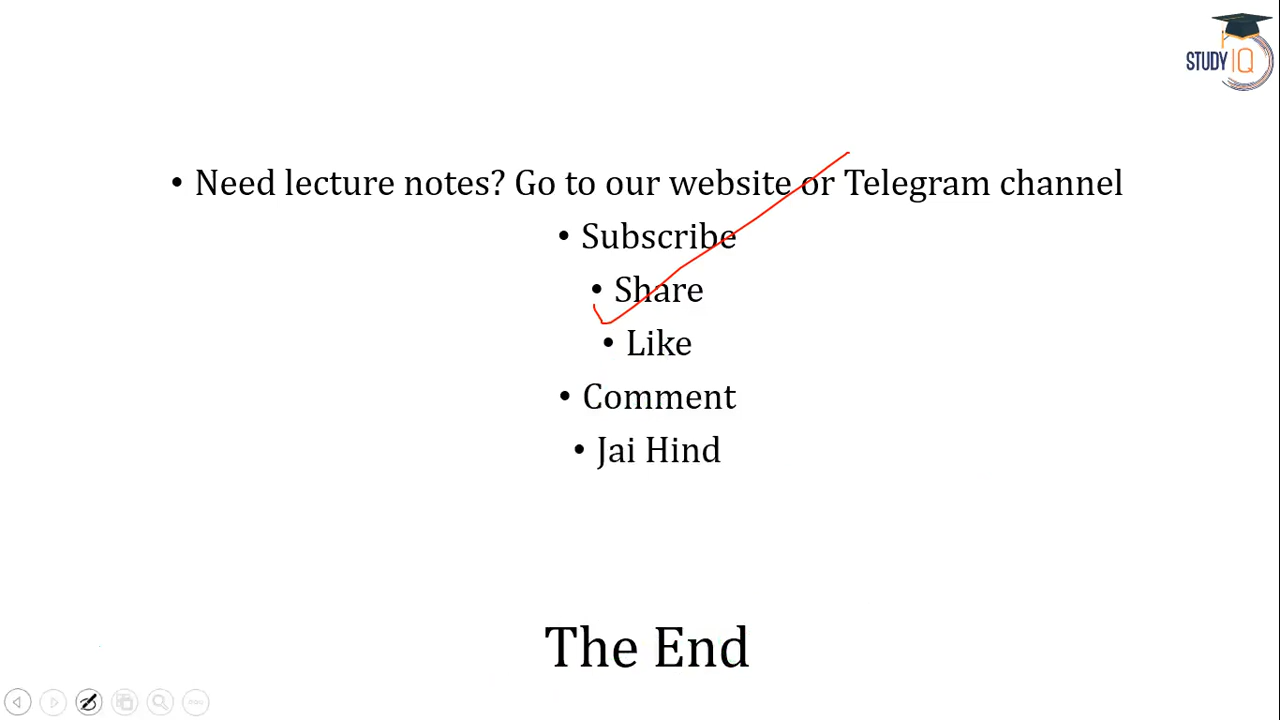 STUDY IQ
• Need lecture notes? Go to our website or Telegram channel
• Subscribe
• Share
• Like
• Comment
• Jai Hind
The End